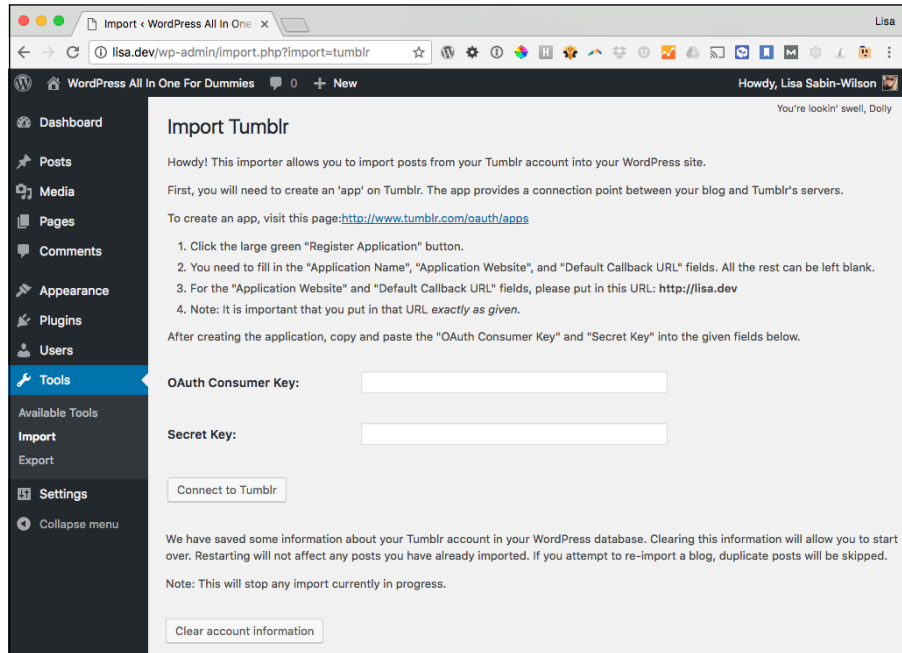 Import ‹ WordPress All In One
Lisa
lisa.dev/wp-admin/import.php?import=tumblr
WordPress All In One For Dummies 0 + New
Howdy, Lisa Sabin-Wilson
You're lookin' swell, Dolly
Dashboard
Posts
Media
Pages
Comments
Appearance
Plugins
Users
Tools
Available Tools
Import
Export
Settings
Collapse menu
Import Tumblr
Howdy! This importer allows you to import posts from your Tumblr account into your WordPress site.
First, you will need to create an 'app' on Tumblr. The app provides a connection point between your blog and Tumblr's servers.
To create an app, visit this page:http://www.tumblr.com/oauth/apps
1. Click the large green "Register Application" button.
2. You need to fill in the "Application Name", "Application Website", and "Default Callback URL" fields. All the rest can be left blank.
3. For the "Application Website" and "Default Callback URL" fields, please put in this URL: http://lisa.dev
4. Note: It is important that you put in that URL exactly as given.
After creating the application, copy and paste the "OAuth Consumer Key" and "Secret Key" into the given fields below.
OAuth Consumer Key:
Secret Key:
Connect to Tumblr
We have saved some information about your Tumblr account in your WordPress database. Clearing this information will allow you to start
over. Restarting will not affect any posts you have already imported. If you attempt to re-import a blog, duplicate posts will be skipped.
Note: This will stop any import currently in progress.
Clear account information